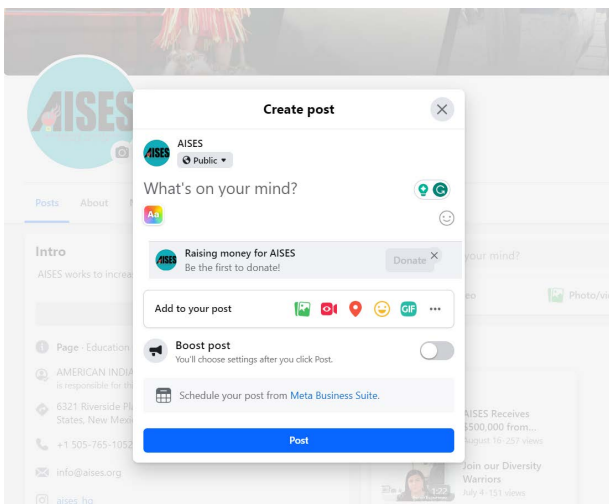 AISES
Create post
AISES
AISES
Public
What's on your mind?
Aa
Posts About
Intro
AISES works to increa
AISES
Raising money for AISES
Be the first to donate!
Donate
your mind?
Photo/vi
Add to your post
GIF
Page · Education
Boost post
You'll choose settings after you click Post.
AMERICAN INDIA
is responsible for th
6321 Riverside Pl
States, New Mexi
Schedule your post from Meta Business Suite.
AISES Receives
$500,000 from...
August 16 · 257 views
+1 505-765-1052
Post
info@aises.org
Join our Diversity
Warriors
July 4 · 151 views
1:27
aises_hq